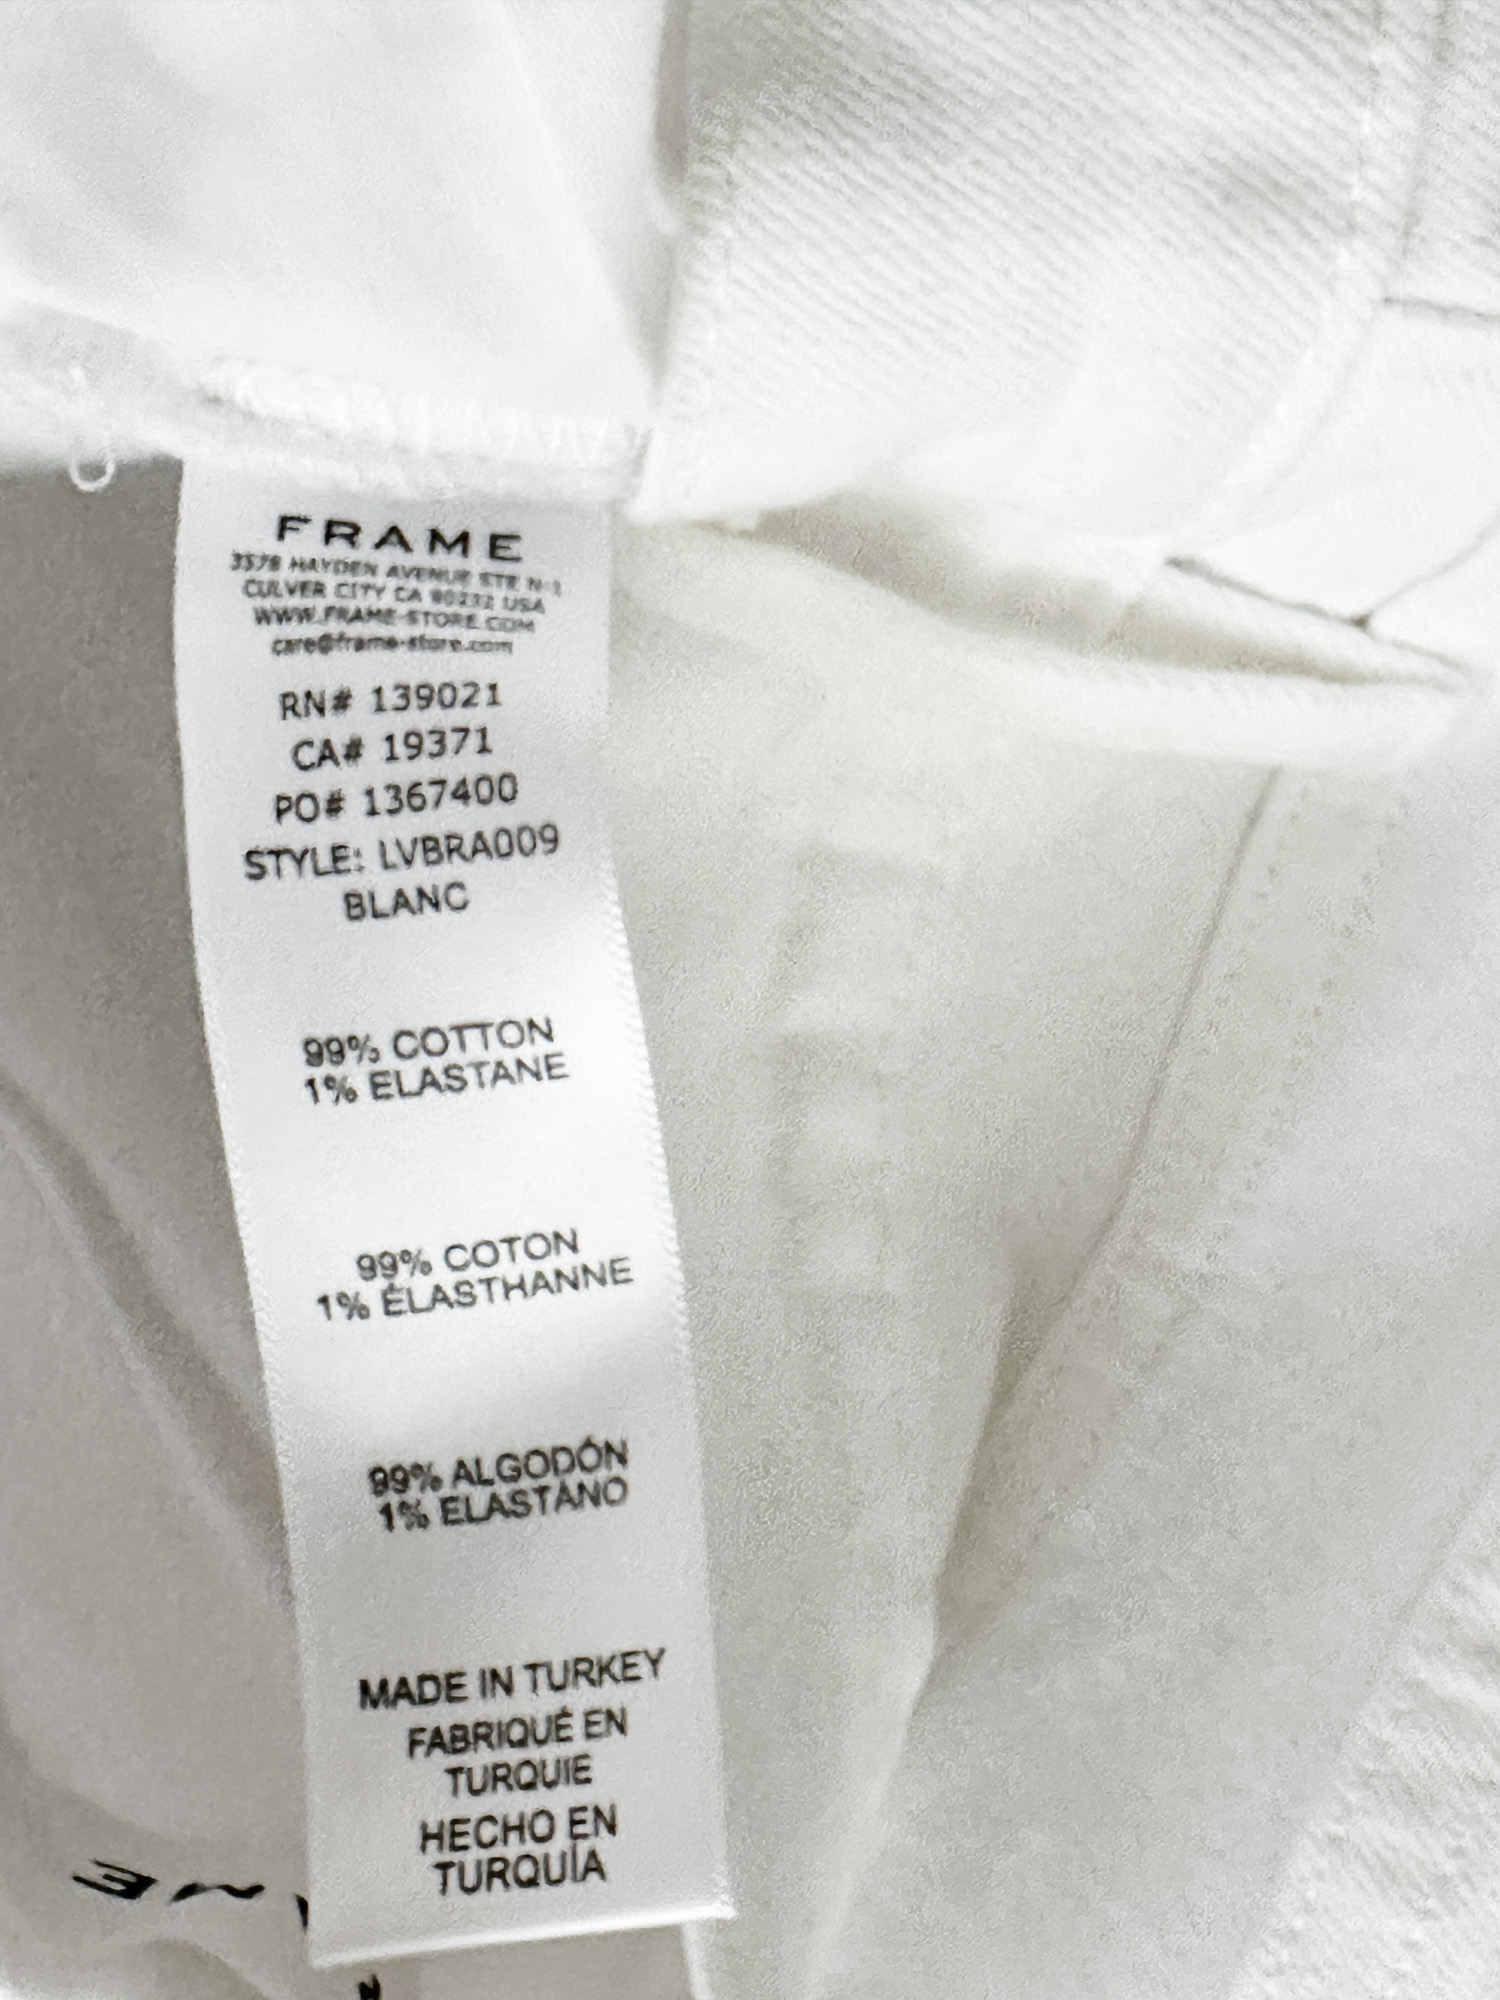 FRAME
3578 HAYDEN AVENUE STE
CULVER CITY CA 90232 USA
WWW.FRAME-STORE.COM
care@frame-store.com
RN# 139021
CA# 19371
PO# 1367400
STYLE: LVBRA009
BLANC
99% COTTON
1% ELASTANE
99% COTON
1% ÉLASTHANNE
99% ALGODÓN
1% ELASTANO
MADE IN TURKEY
FABRIQUÉ EN
TURQUIE
HECHO EN
TURQUÍA